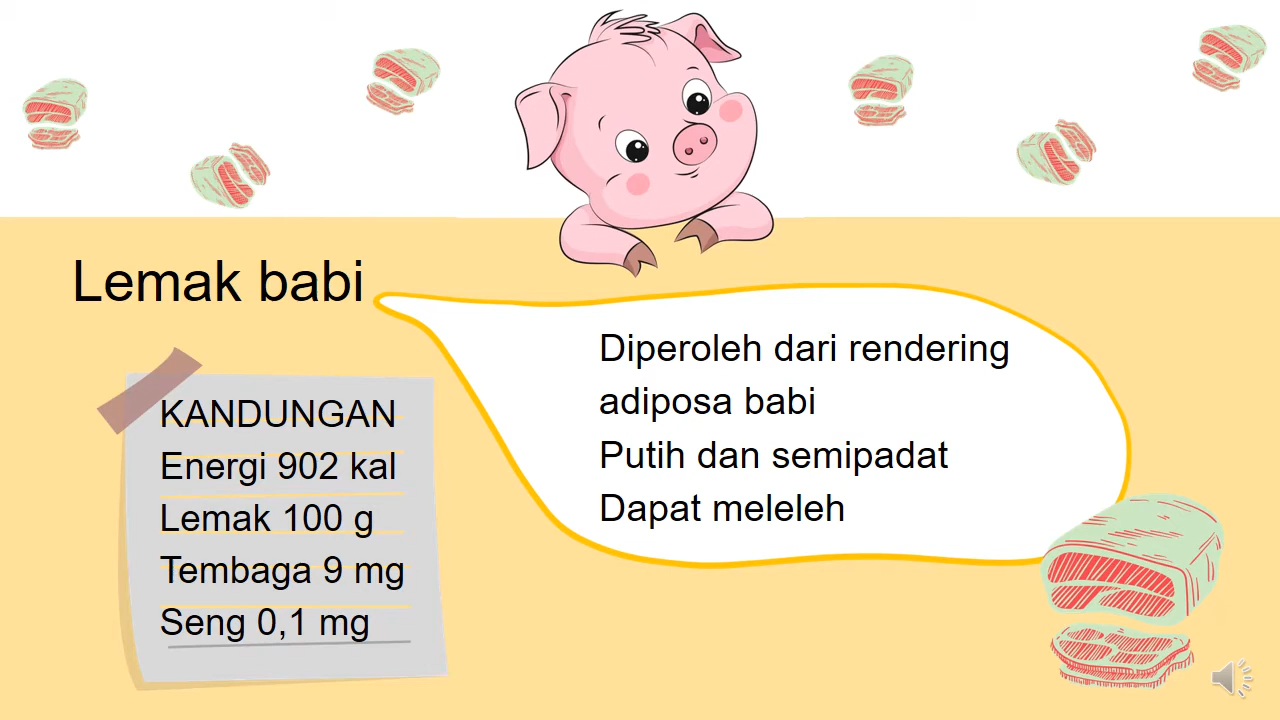 Lemak babi
Diperoleh dari rendering
adiposa babi
Putih dan semipadat
Dapat meleleh
KANDUNGAN
Energi 902 kal
Lemak 100 g
Tembaga 9 mg
Seng 0,1 mg